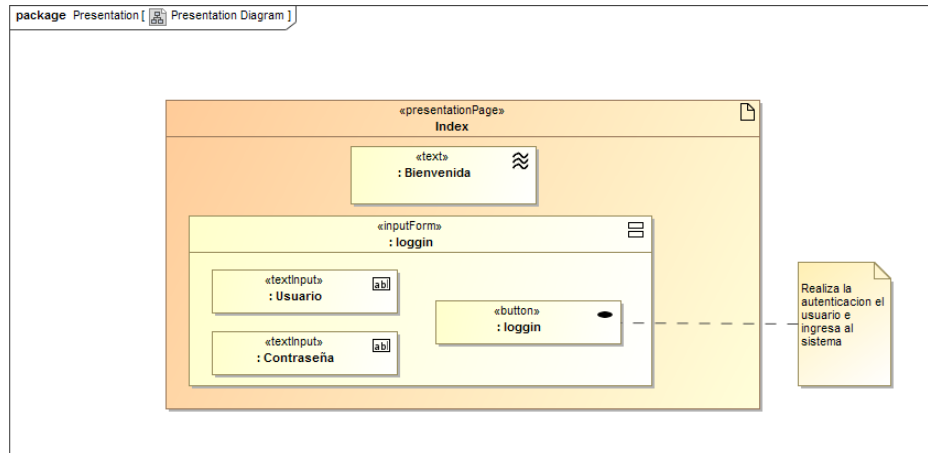 package Presentation [ Presentation Diagram ]
«presentationPage»
Index
«text»
: Bienvenida
«inputForm»
: loggin
«textInput»
: Usuario
abl
«button»
: loggin
«textInput»
: Contraseña
abl
Realiza la
autenticacion el
usuario e
ingresa al
sistema